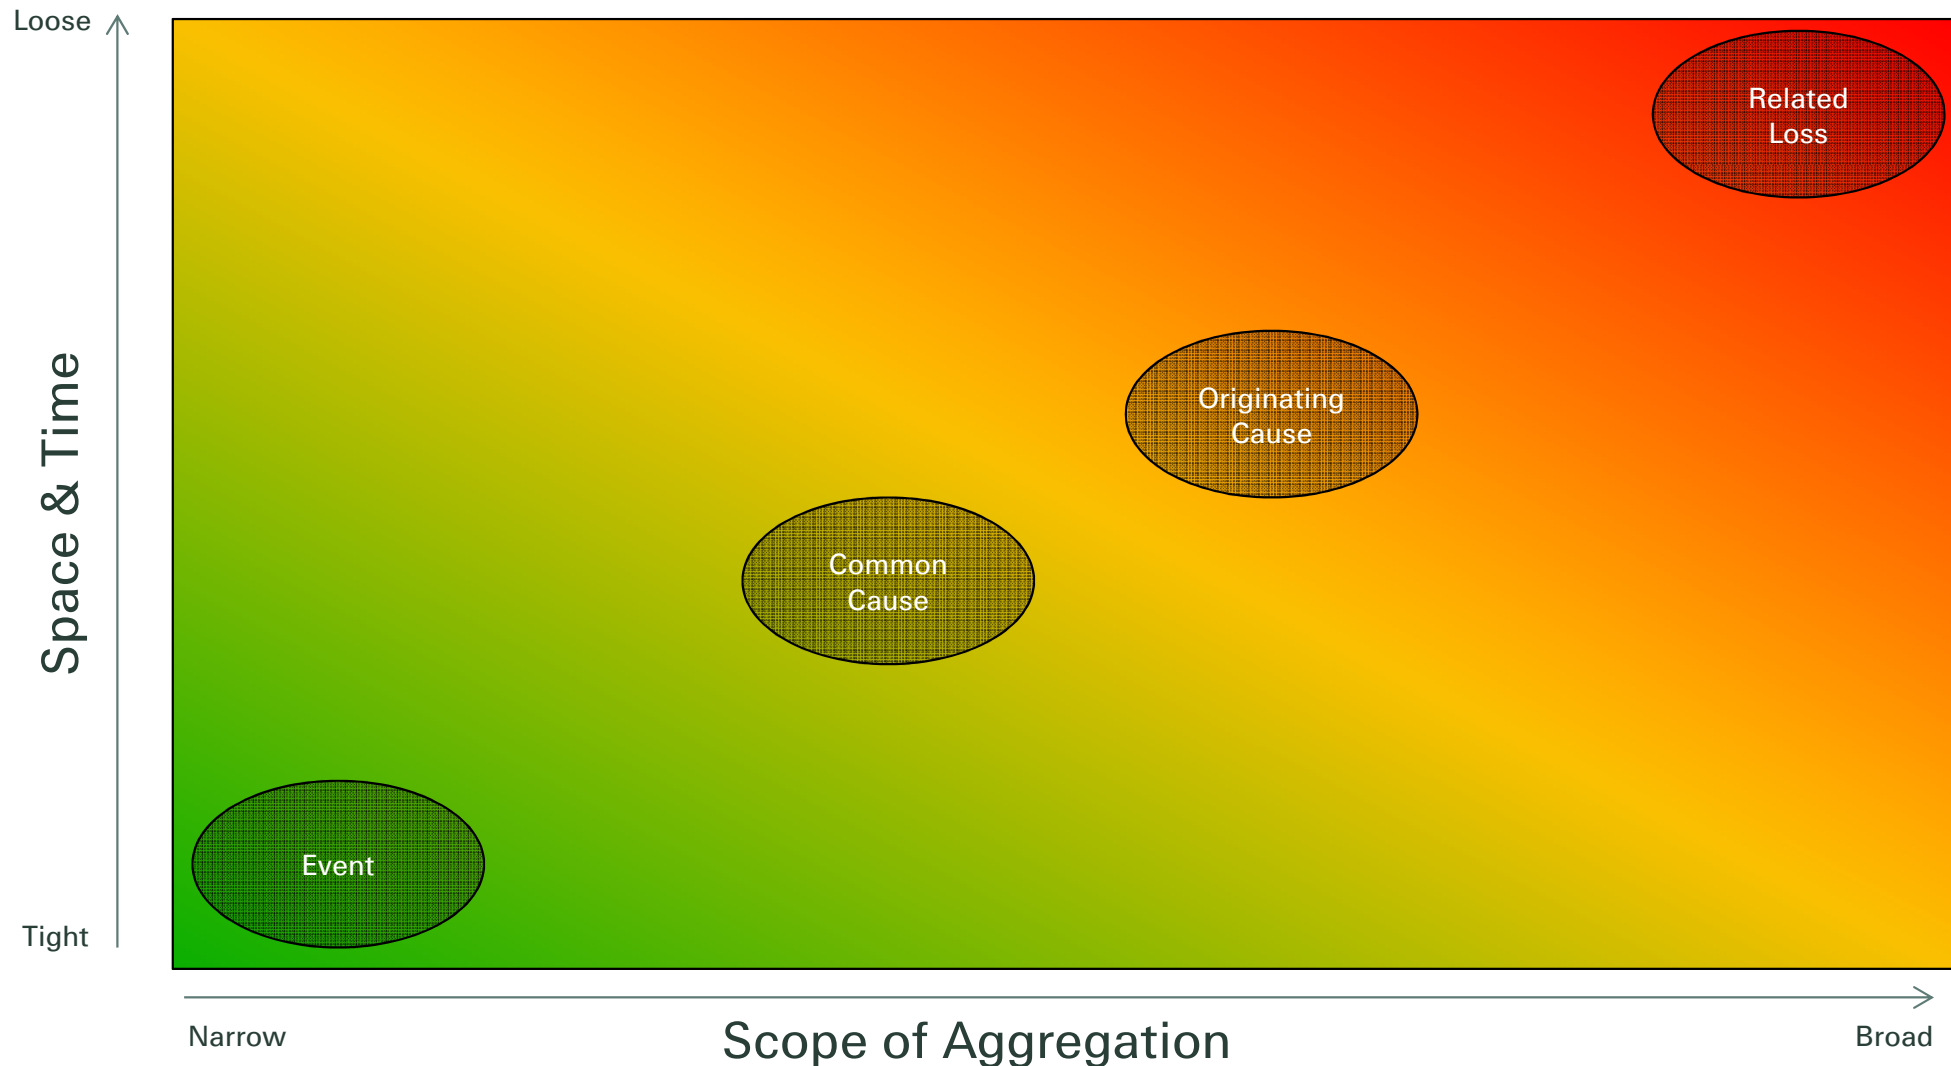 Loose
Related
Loss
Originating
Cause
Space & Time
Common
Cause
Event
Tight
Narrow
Scope of Aggregation
Broad